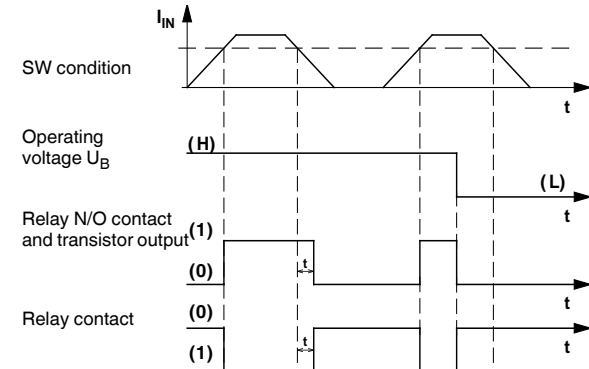 I_IN
SW condition
t
Operating
voltage U_B
(H)
(L)
t
Relay N/O contact
and transistor output
(1)
t
(0)
t
Relay contact
(0)
t
t
(1)